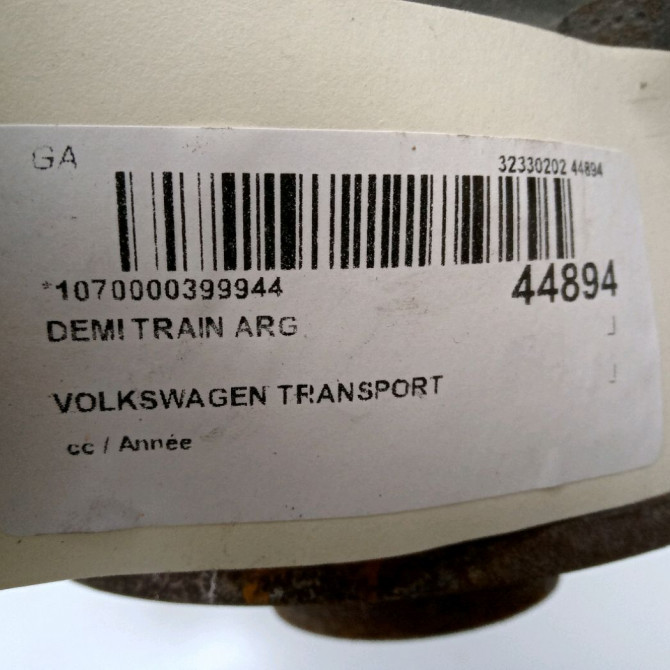 GA
32330202 44894
*1070000399944
44894
DEMI TRAIN ARG
VOLKSWAGEN TRANSPORT
cc / Année